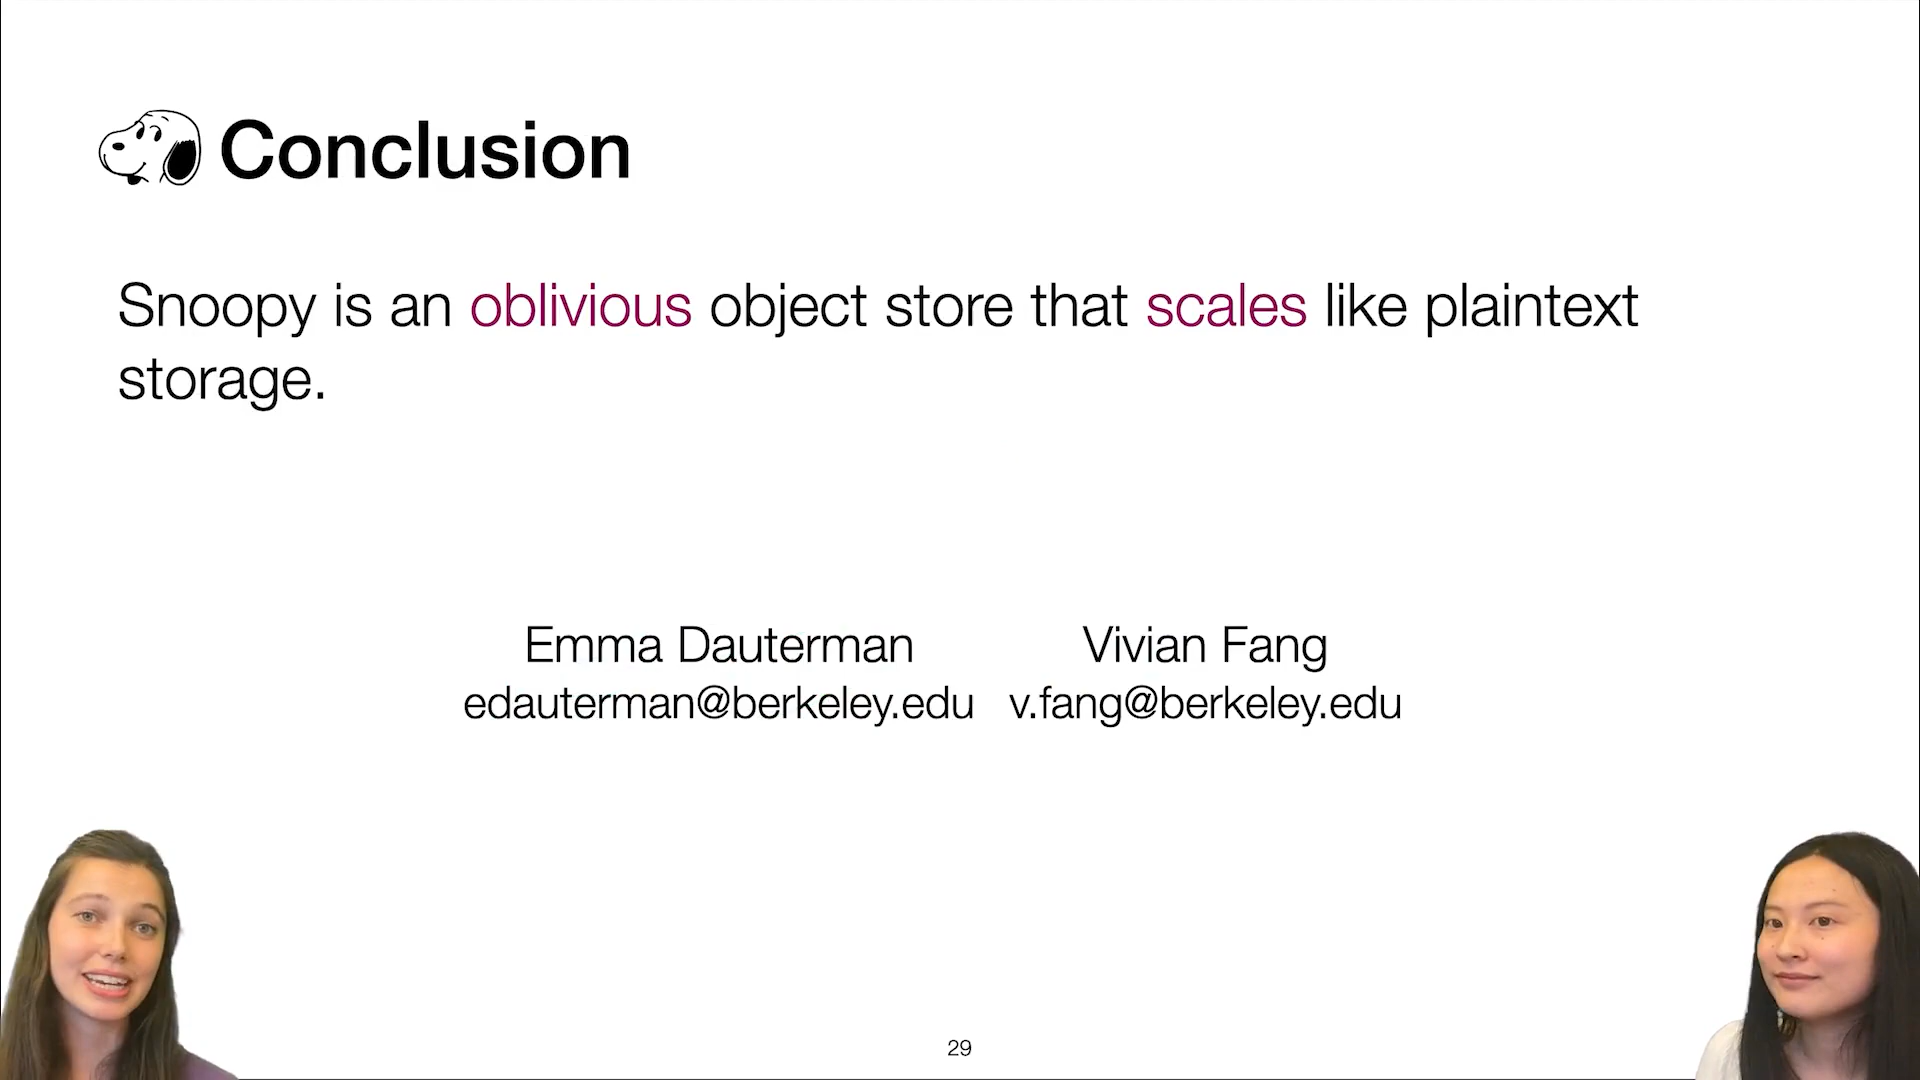 Conclusion
Snoopy is an oblivious object store that scales like plaintext
storage.
Emma Dauterman
edauterman@berkeley.edu
Vivian Fang
v.fang@berkeley.edu
29